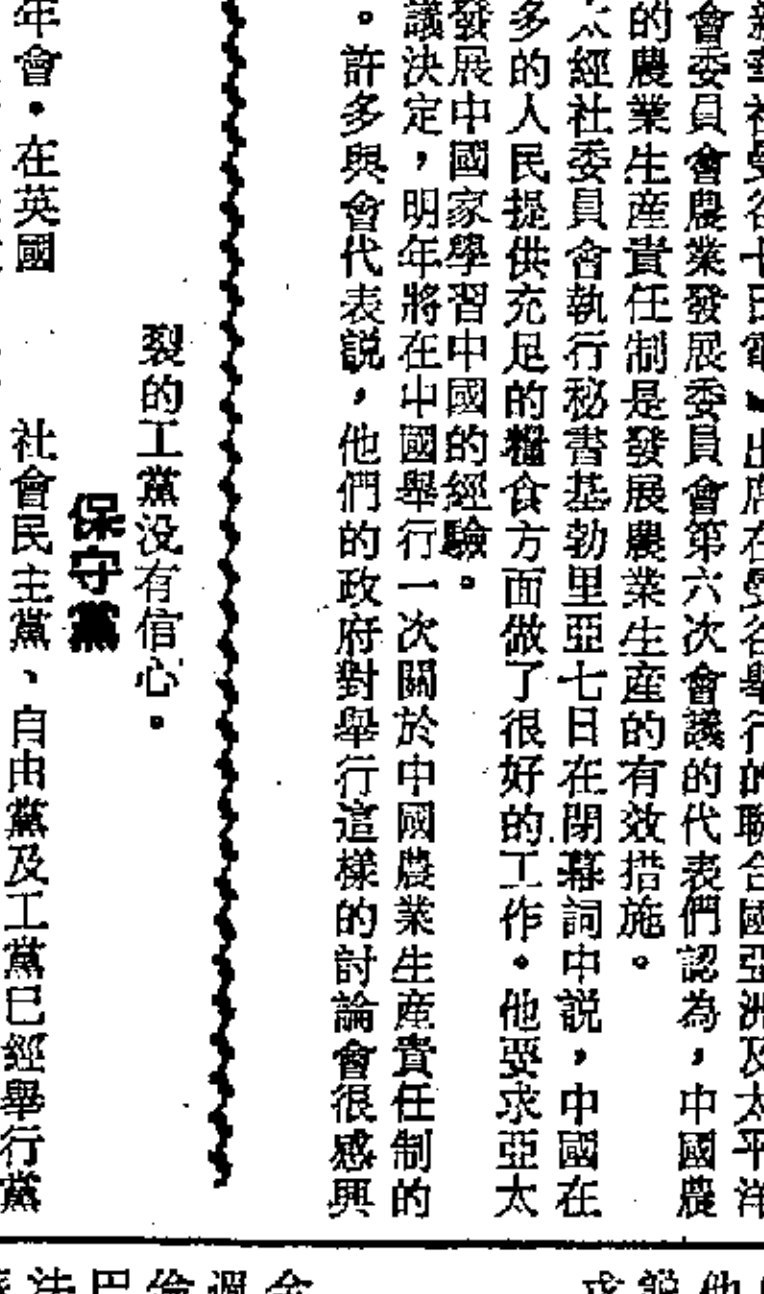 新華社曼谷七日電　出席在曼谷舉行的聯合國亞洲及太平洋
會委員會農業發展委員會第六次會議的代表們認為，中國農
的農業生産責任制是發展農業生産的有效措施。
太經社委員會執行秘書基勃里亞七日在閉幕詞中説，中國在
多的人民提供充足的糧食方面做了很好的工作。他要求亞太
發展中國家學習中國的經驗。
議決定，明年將在中國舉行一次關於中國農業生産責任制的
。許多與會代表説，他們的政府對舉行這樣的討論會很感興
裂的工黨没有信心。
保守黨
社會民主黨、自由黨及工黨已經舉行黨
年會。在英國